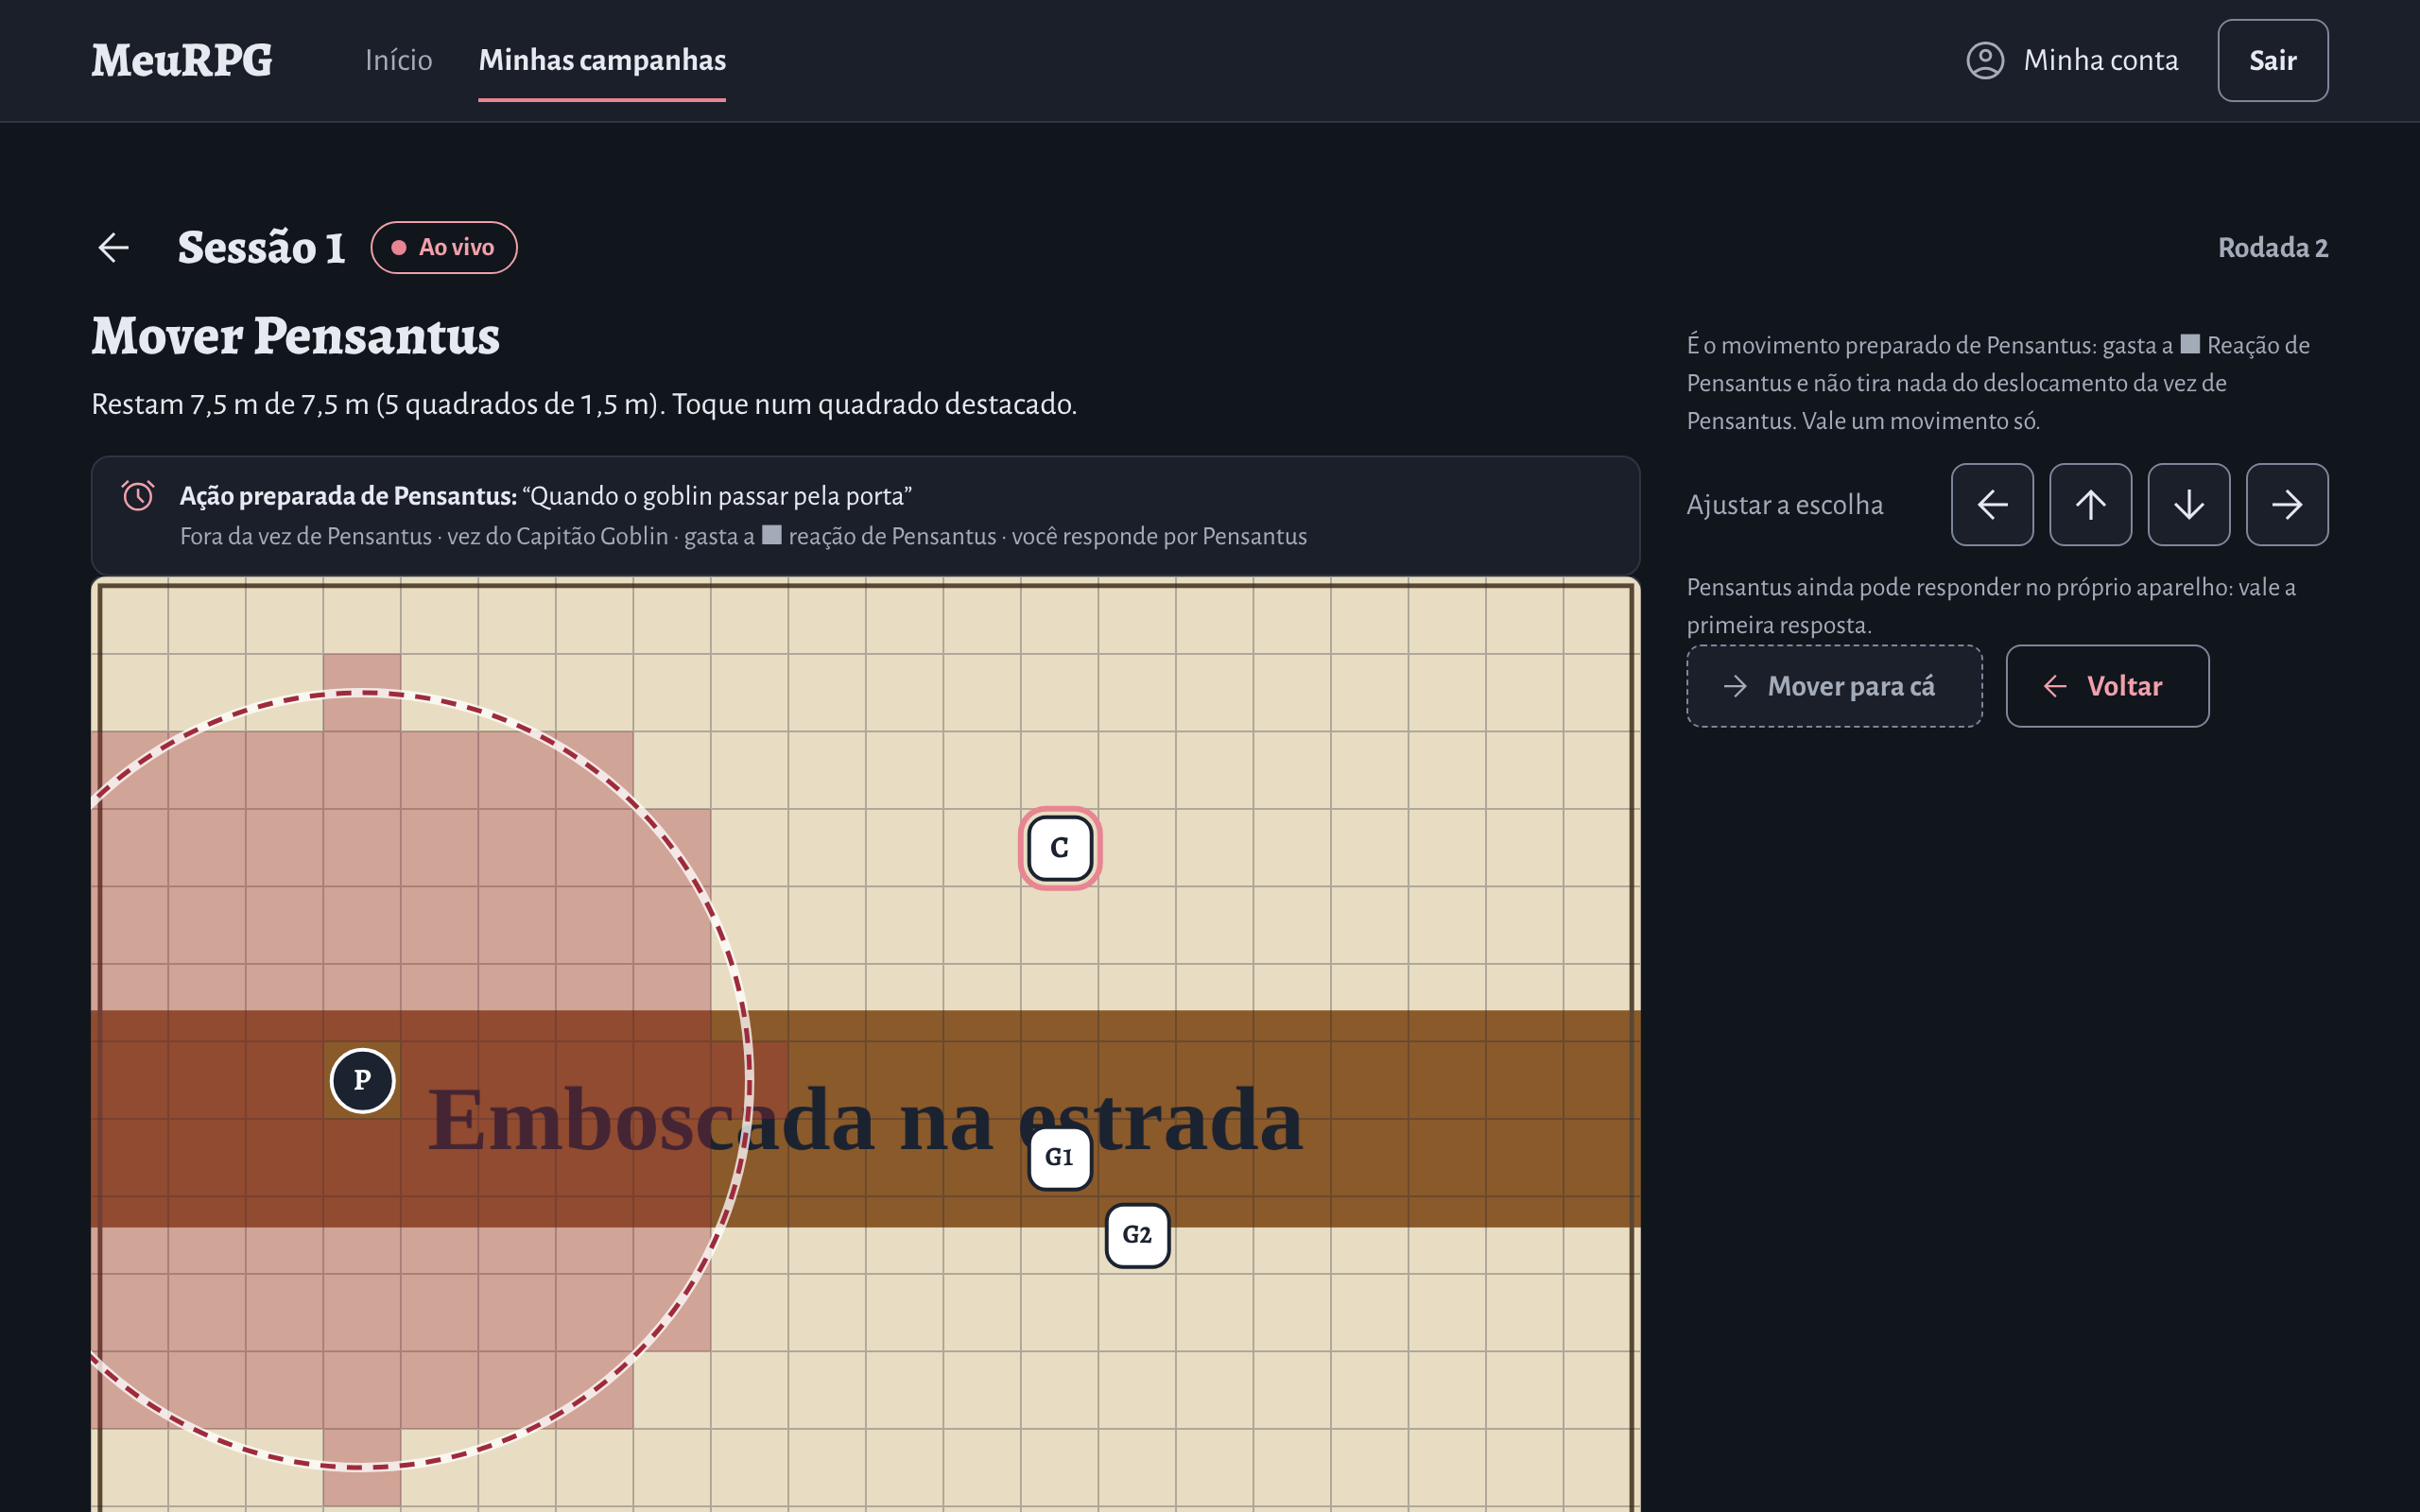 MeuRPG
Início
Minhas campanhas
Minha conta
Sair
Sessão 1
Ao vivo
Rodada 2
Mover Pensantus
Restam 7,5 m de 7,5 m (5 quadrados de 1,5 m). Toque num quadrado destacado.
Ação preparada de Pensantus: “Quando o goblin passar pela porta”
Fora da vez de Pensantus · vez do Capitão Goblin · gasta a reação de Pensantus · você responde por Pensantus
C
P
Emboscada na estrada
G1
G2
É o movimento preparado de Pensantus: gasta a Reação de
Pensantus e não tira nada do deslocamento da vez de
Pensantus. Vale um movimento só.
Ajustar a escolha
Pensantus ainda pode responder no próprio aparelho: vale a
primeira resposta.
Mover para cá
Voltar